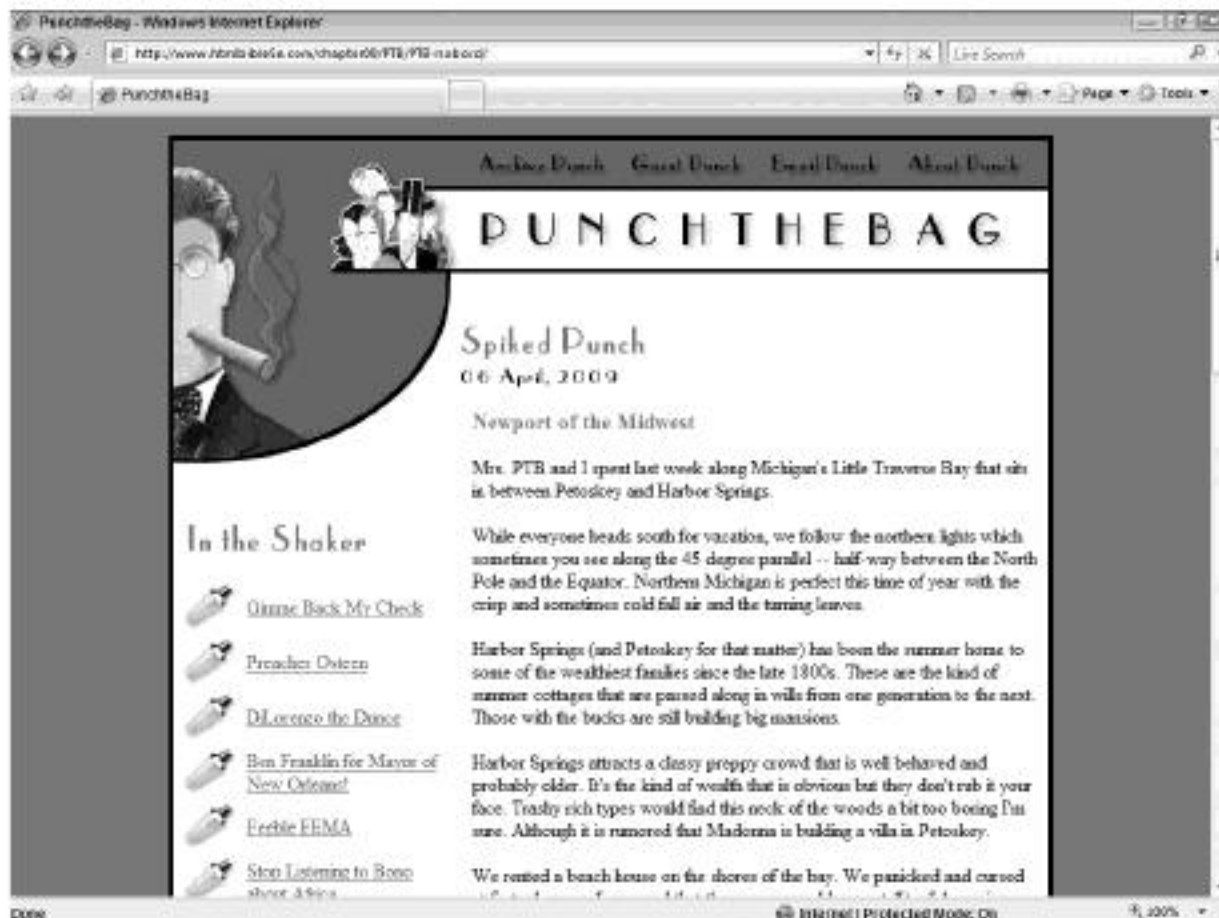 PunchtheBag - Windows Internet Explorer
Live Search
PunchtheBag
Page Tools
Archive Punch Guest Punch Email Punch About Punch
PUNCHTHEBAG
Spiked Punch
06 April, 2009
Newport of the Midwest
Mrs. PTB and I spent last week along Michigan's Little Traverse Bay that sits
in between Petoskey and Harbor Springs.
While everyone heads south for vacation, we follow the northern lights which
sometimes you see along the 45 degree parallel -- half-way between the North
Pole and the Equator. Northern Michigan is perfect this time of year with the
crisp and sometimes cold fall air and the turning leaves.
Harbor Springs (and Petoskey for that matter) has been the summer home to
some of the wealthiest families since the late 1800s. These are the kind of
summer cottages that are passed along in wills from one generation to the next.
Those with the bucks are still building big mansions.
Harbor Springs attracts a classy preppy crowd that is well behaved and
probably older. It's the kind of wealth that is obvious but they don't rub it your
face. Trashy rich types would find this neck of the woods a bit too boring I'm
sure. Although it is rumored that Madonna is building a villa in Petoskey.
We rented a beach house on the shores of the bay. We panicked and cursed
In the Shaker
Gimme Back My Check
Preacher Osteen
DiLorenzo the Dunce
Ben Franklin for Mayor of
New Orleans!
Feeble FEMA
Stop Listening to Bono
about Africa
Done
Internet | Protected Mode: On
100%